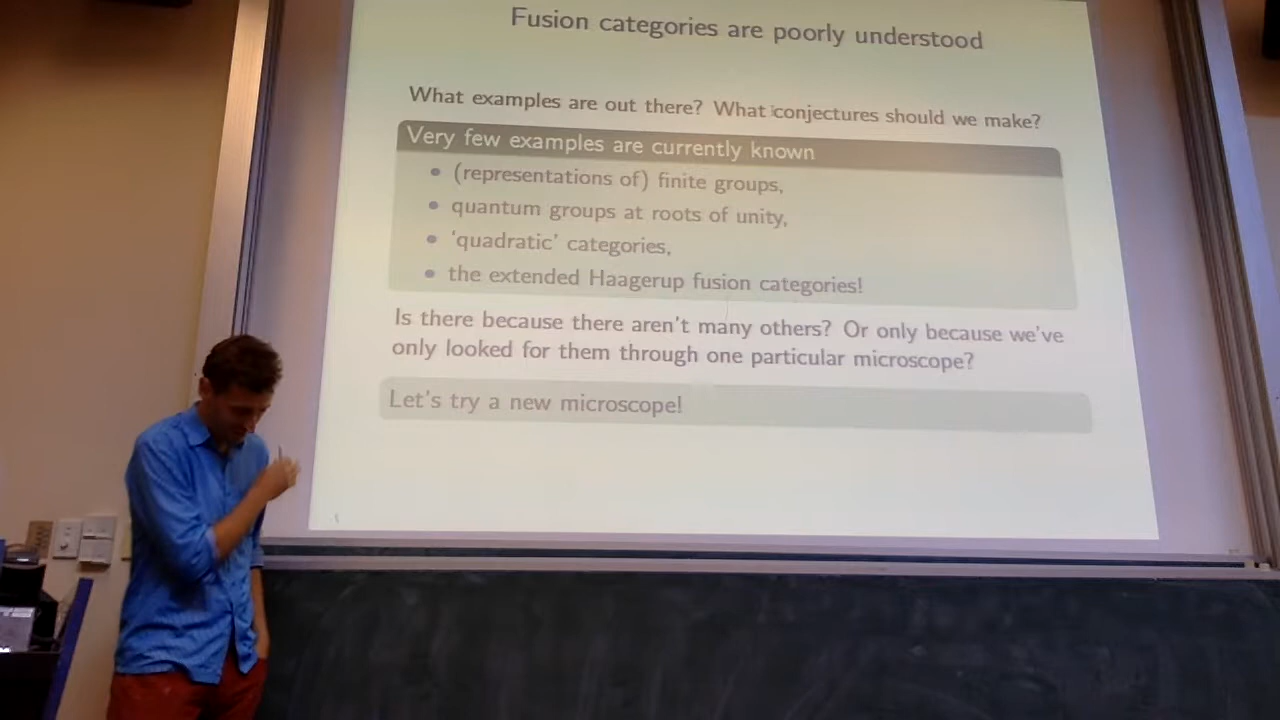 Fusion categories are poorly understood
What examples are out there? What conjectures should we make?
Very few examples are currently known
• (representations of) finite groups,
• quantum groups at roots of unity,
• 'quadratic' categories,
• the extended Haagerup fusion categories!
Is there because there aren't many others? Or only because we've
only looked for them through one particular microscope?
Let's try a new microscope!